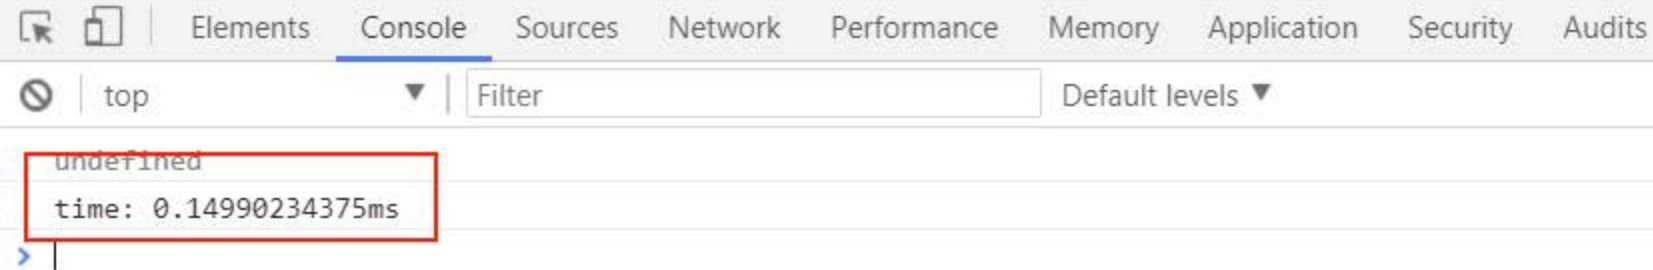 Elements Console Sources Network Performance Memory Application Security Audits
top Filter Default levels
undefined
time: 0.14990234375ms